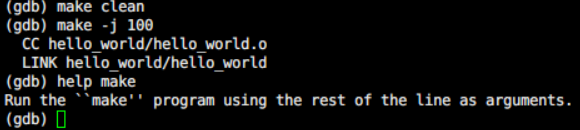 (gdb) make clean
(gdb) make -j 100
  CC hello_world/hello_world.o
  LINK hello_world/hello_world
(gdb) help make
Run the ``make'' program using the rest of the line as arguments.
(gdb)